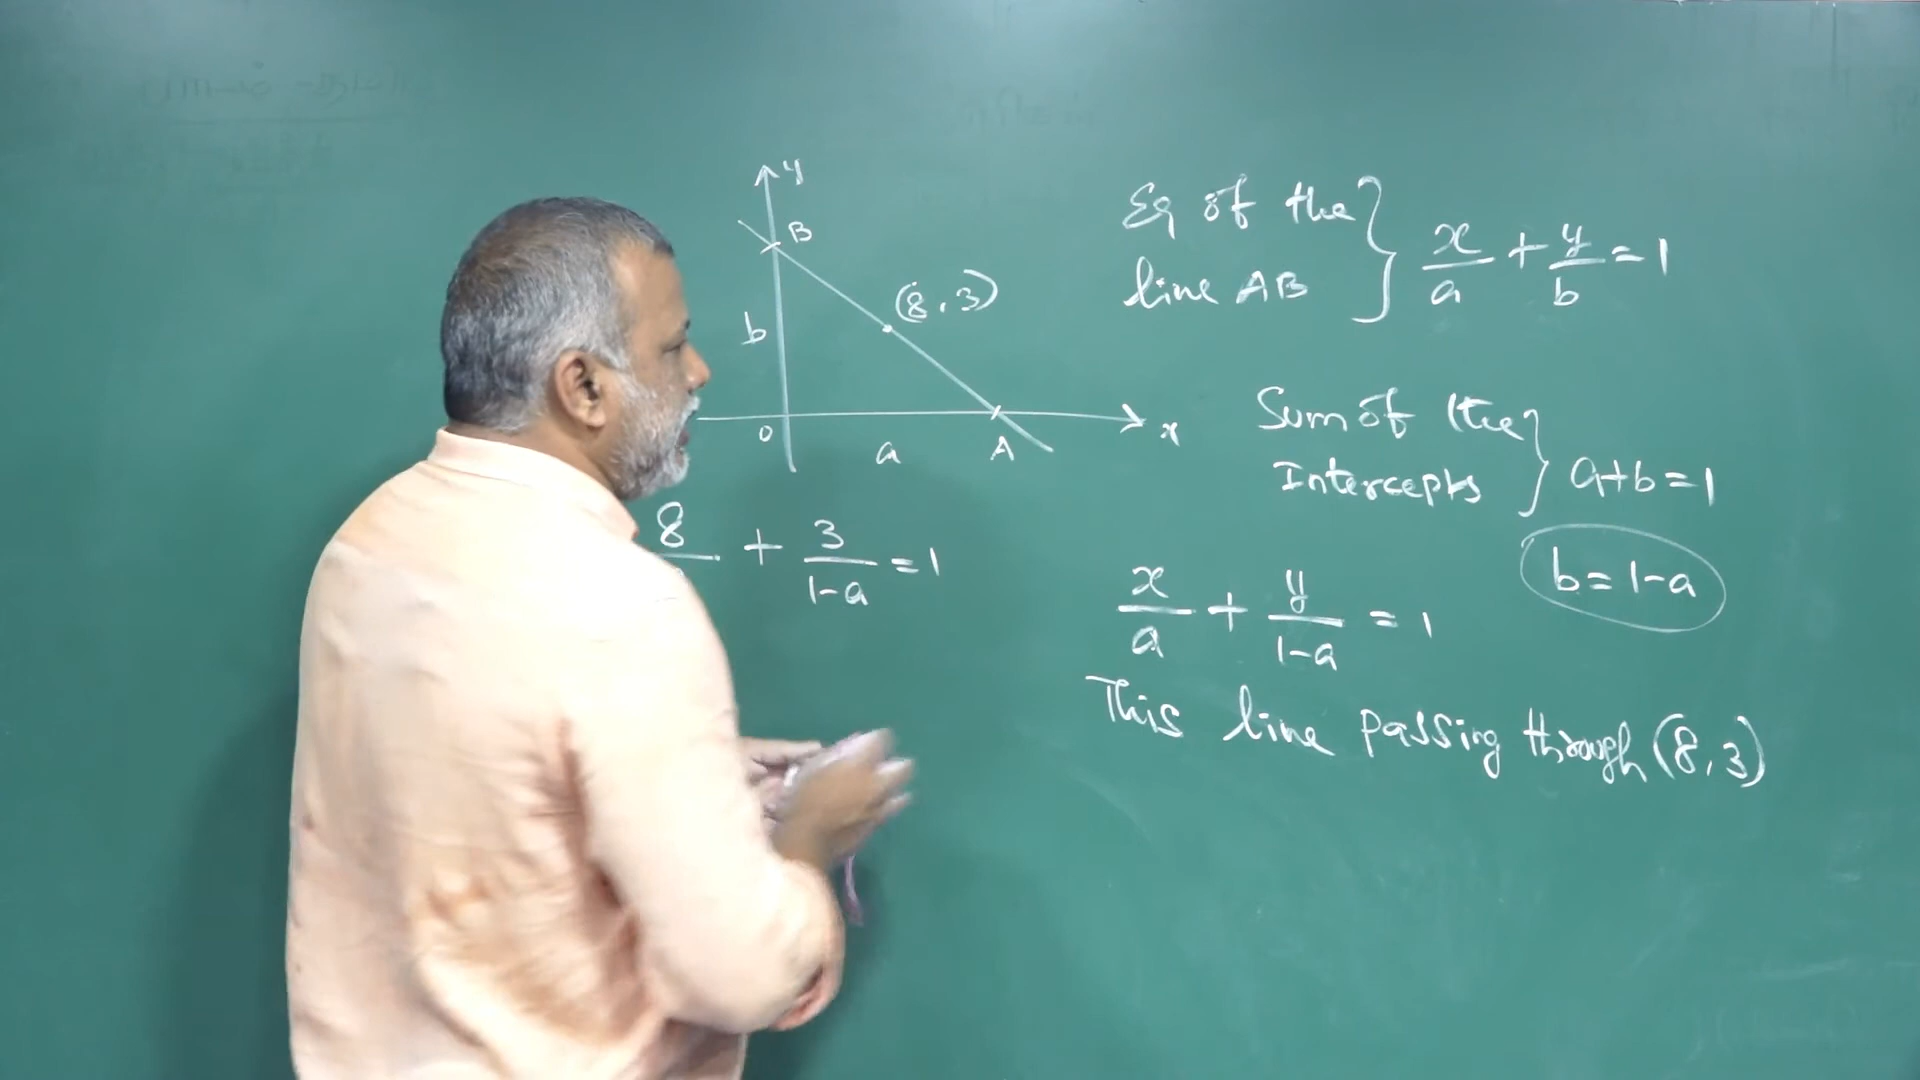 y
B
(8, 3)
b
0
a
A
x
8 + 3/1-a = 1
Eq of the
line AB } x/a + y/b = 1
Sum of the
Intercepts } a+b=1
b = 1-a
x/a + y/1-a = 1
This line passing through (8, 3)